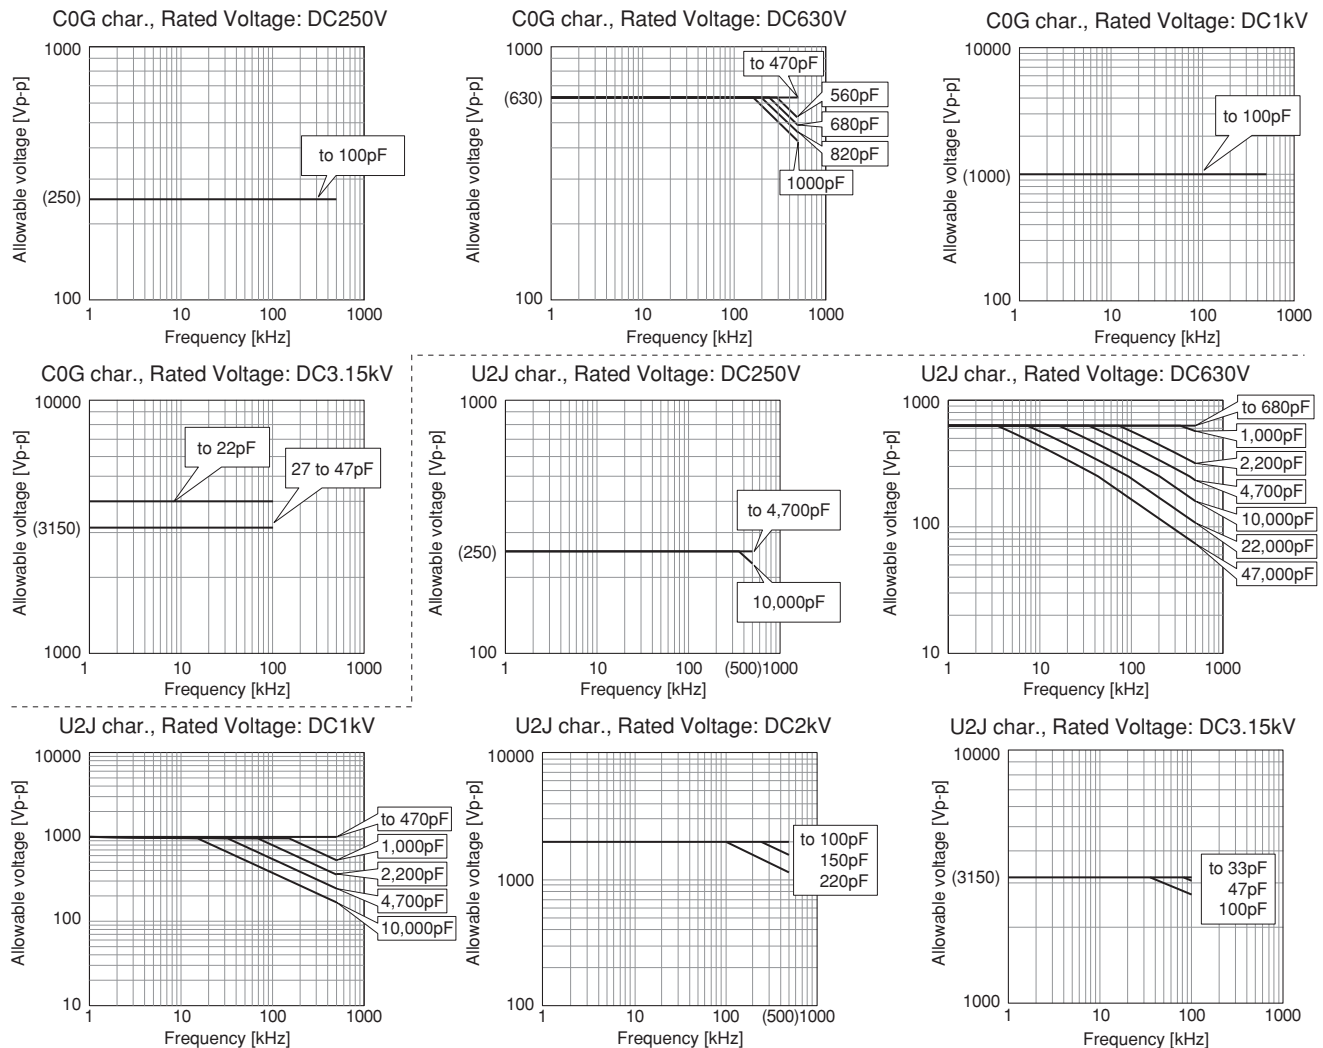 C0G char., Rated Voltage: DC250V
Allowable voltage [Vp-p]
1000
(250)
100
to 100pF
1 10 100 1000
Frequency [kHz]
C0G char., Rated Voltage: DC630V
Allowable voltage [Vp-p]
1000
(630)
100
to 470pF
560pF
680pF
820pF
1000pF
1 10 100 1000
Frequency [kHz]
C0G char., Rated Voltage: DC1kV
Allowable voltage [Vp-p]
10000
(1000)
100
to 100pF
1 10 100 1000
Frequency [kHz]
C0G char., Rated Voltage: DC3.15kV
Allowable voltage [Vp-p]
10000
(3150)
1000
to 22pF
27 to 47pF
1 10 100 1000
Frequency [kHz]
U2J char., Rated Voltage: DC250V
Allowable voltage [Vp-p]
1000
(250)
100
to 4,700pF
10,000pF
1 10 100 (500)1000
Frequency [kHz]
U2J char., Rated Voltage: DC630V
Allowable voltage [Vp-p]
1000
100
10
to 680pF
1,000pF
2,200pF
4,700pF
10,000pF
22,000pF
47,000pF
1 10 100 1000
Frequency [kHz]
U2J char., Rated Voltage: DC1kV
Allowable voltage [Vp-p]
10000
1000
100
10
to 470pF
1,000pF
2,200pF
4,700pF
10,000pF
1 10 100 1000
Frequency [kHz]
U2J char., Rated Voltage: DC2kV
Allowable voltage [Vp-p]
10000
1000
100
to 100pF
150pF
220pF
1 10 100 (500)1000
Frequency [kHz]
U2J char., Rated Voltage: DC3.15kV
Allowable voltage [Vp-p]
10000
(3150)
1000
to 33pF
47pF
100pF
1 10 100 1000
Frequency [kHz]